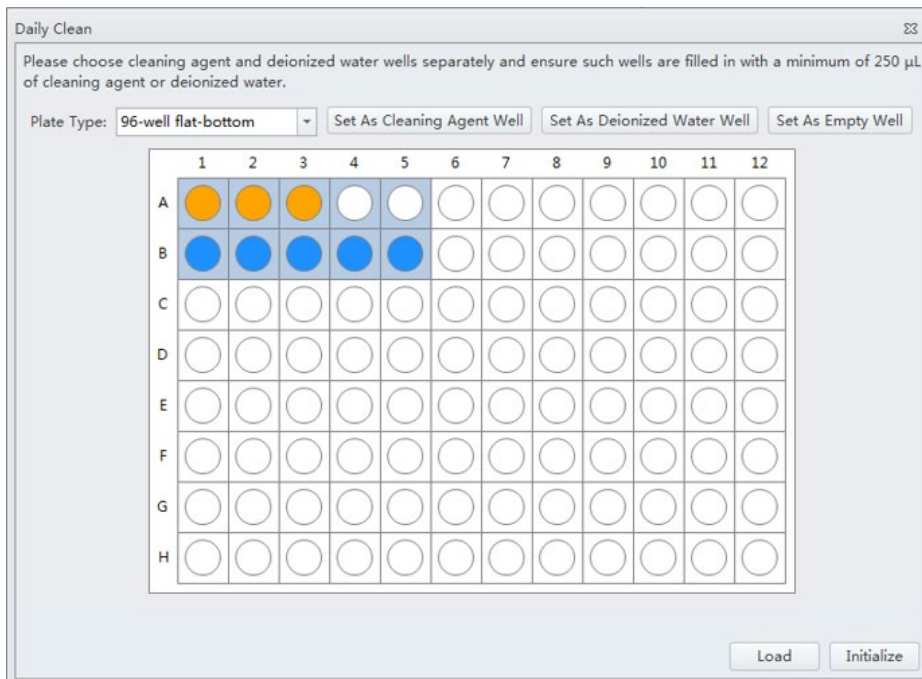 Daily Clean
Please choose cleaning agent and deionized water wells separately and ensure such wells are filled in with a minimum of 250 µL
of cleaning agent or deionized water.
Plate Type: 96-well flat-bottom Set As Cleaning Agent Well Set As Deionized Water Well Set As Empty Well
1 2 3 4 5 6 7 8 9 10 11 12
A
B
C
D
E
F
G
H
Load Initialize